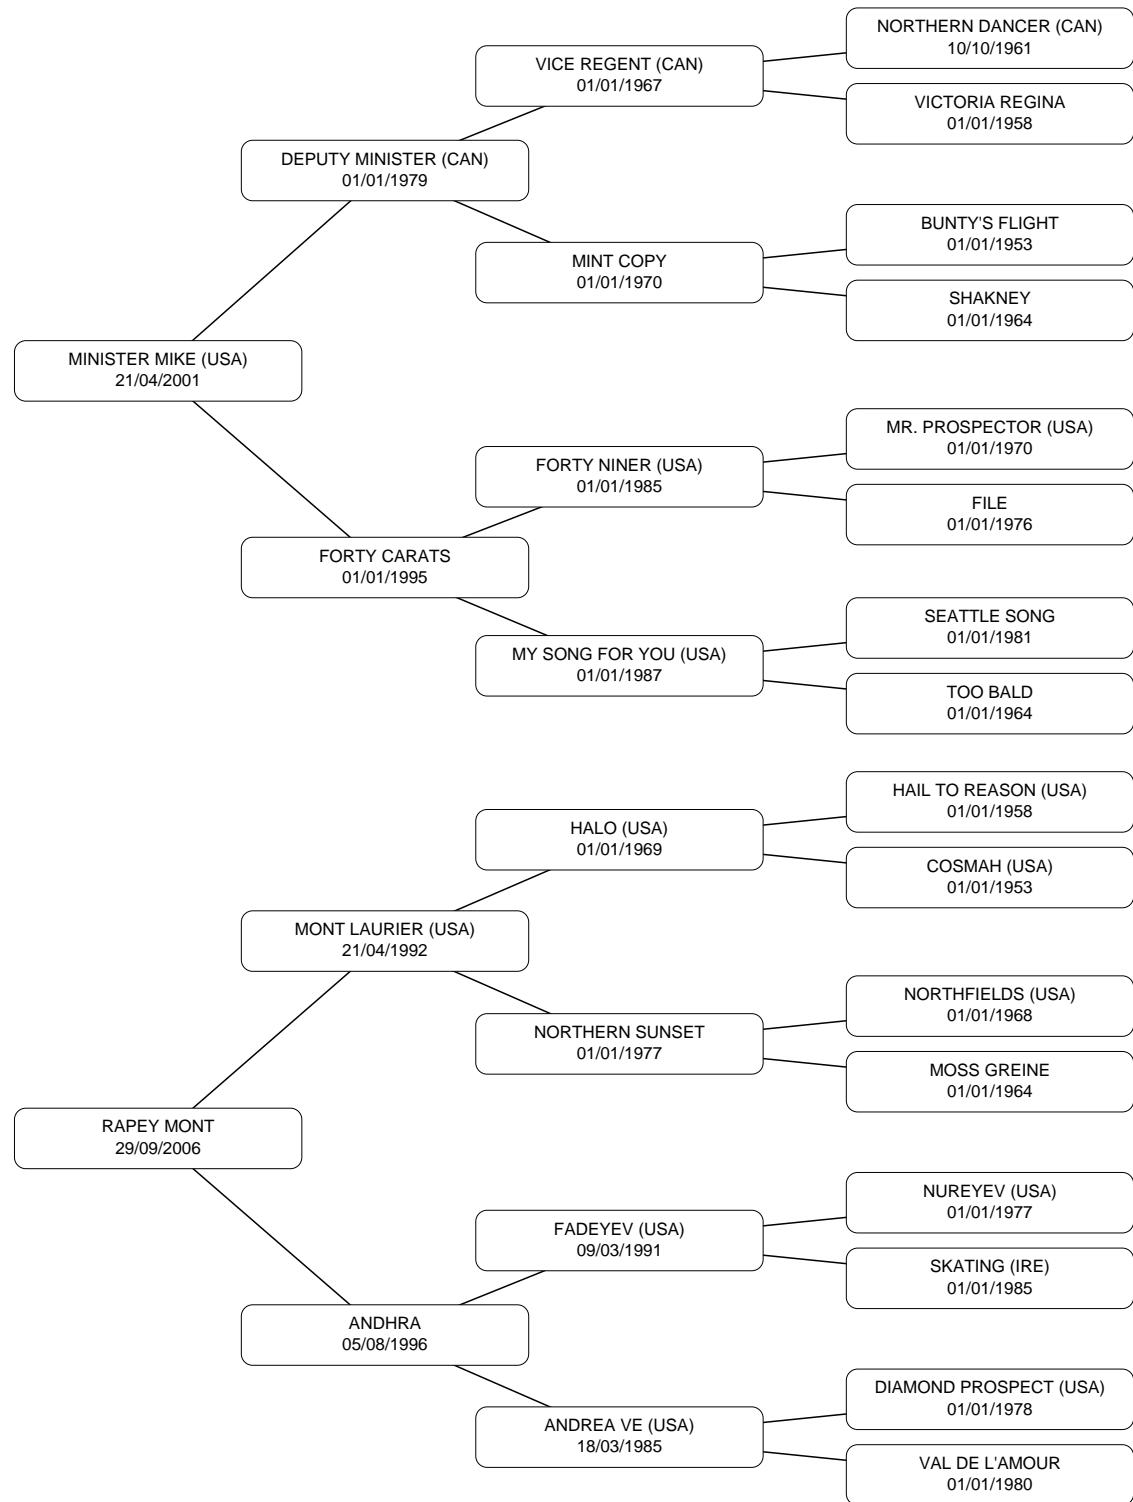 NORTHERN DANCER (CAN)
10/10/1961
VICE REGENT (CAN)
01/01/1967
VICTORIA REGINA
01/01/1958
DEPUTY MINISTER (CAN)
01/01/1979
BUNTY'S FLIGHT
01/01/1953
MINT COPY
01/01/1970
SHAKNEY
01/01/1964
MINISTER MIKE (USA)
21/04/2001
MR. PROSPECTOR (USA)
01/01/1970
FORTY NINER (USA)
01/01/1985
FILE
01/01/1976
FORTY CARATS
01/01/1995
SEATTLE SONG
01/01/1981
MY SONG FOR YOU (USA)
01/01/1987
TOO BALD
01/01/1964
HAIL TO REASON (USA)
01/01/1958
HALO (USA)
01/01/1969
COSMAH (USA)
01/01/1953
MONT LAURIER (USA)
21/04/1992
NORTHFIELDS (USA)
01/01/1968
NORTHERN SUNSET
01/01/1977
MOSS GREINE
01/01/1964
RAPEY MONT
29/09/2006
NUREYEV (USA)
01/01/1977
FADEYEV (USA)
09/03/1991
SKATING (IRE)
01/01/1985
ANDHRA
05/08/1996
DIAMOND PROSPECT (USA)
01/01/1978
ANDREA VE (USA)
18/03/1985
VAL DE L'AMOUR
01/01/1980